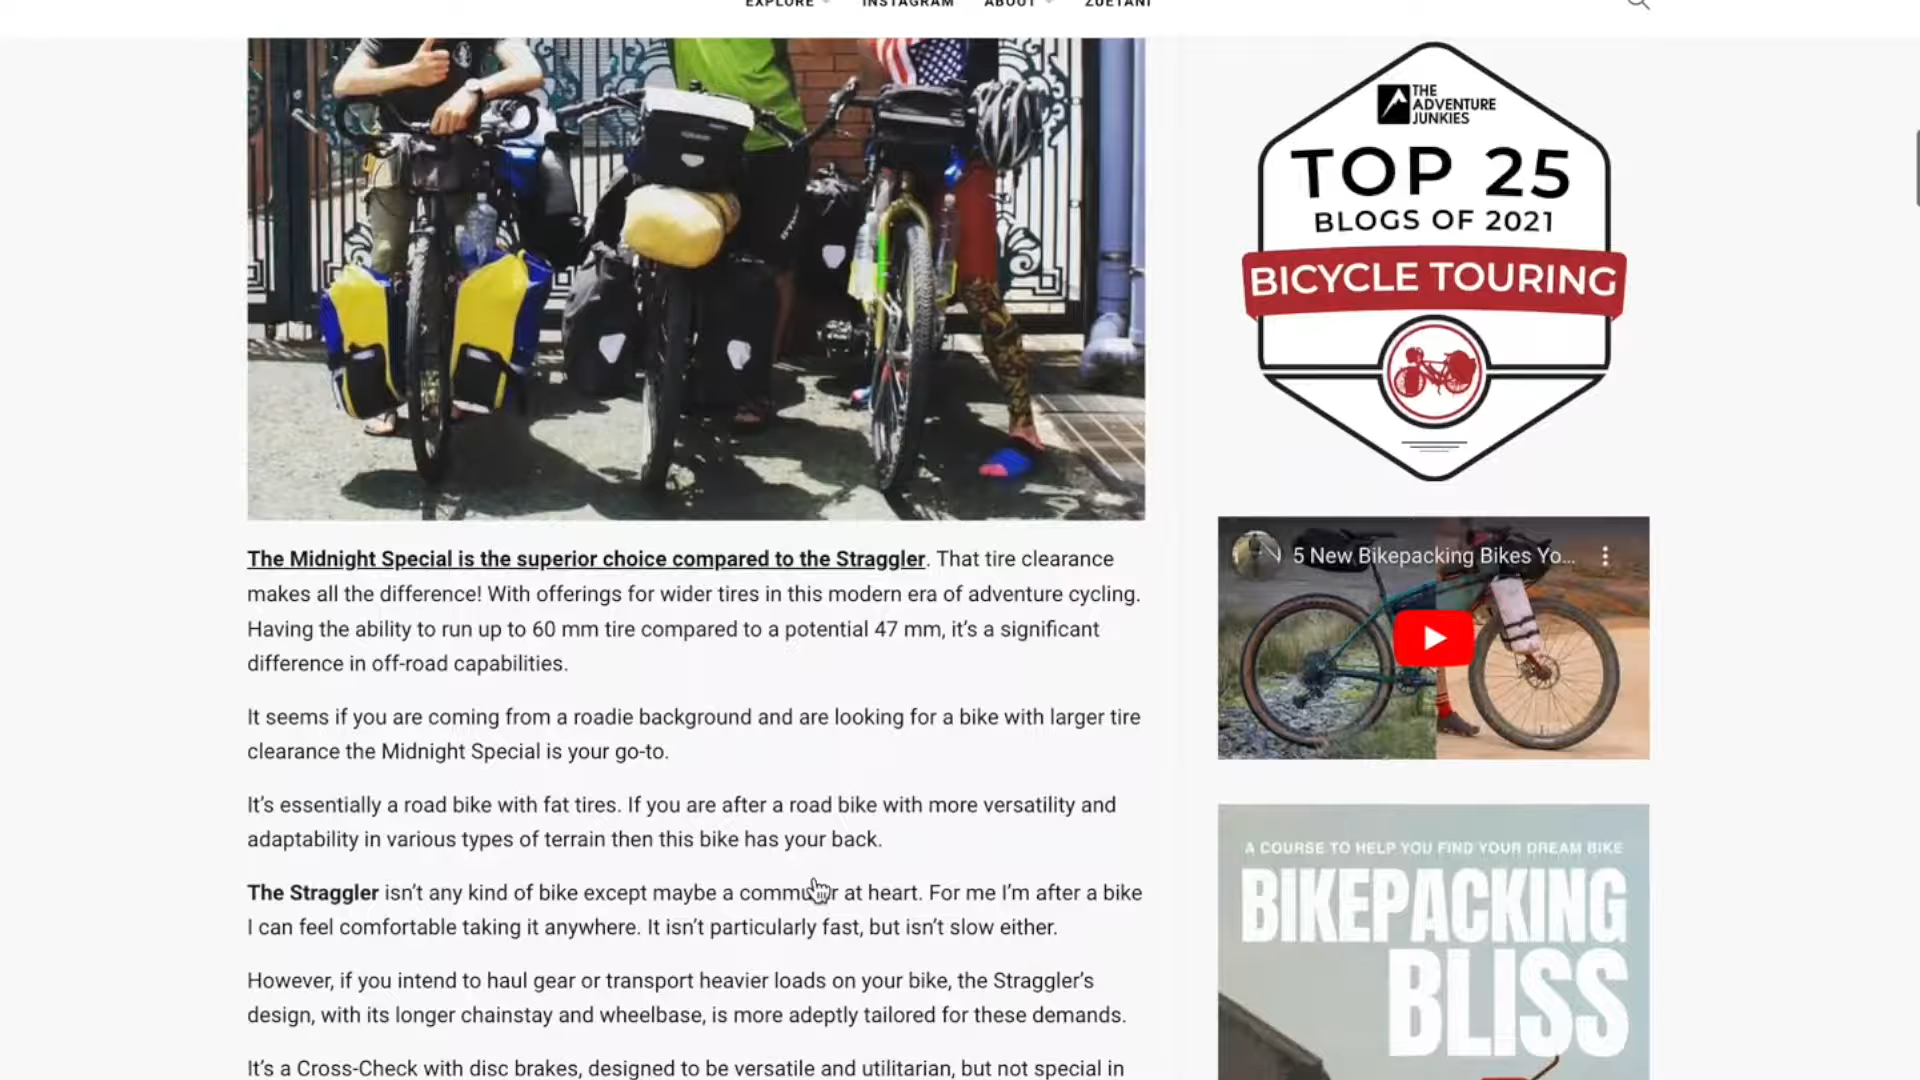 EXPLORE INSTAGRAM ABOUT ZUETANI
THE
ADVENTURE
JUNKIES
TOP 25
BLOGS OF 2021
BICYCLE TOURING
The Midnight Special is the superior choice compared to the Straggler. That tire clearance
makes all the difference! With offerings for wider tires in this modern era of adventure cycling.
Having the ability to run up to 60 mm tire compared to a potential 47 mm, it’s a significant
difference in off-road capabilities.
It seems if you are coming from a roadie background and are looking for a bike with larger tire
clearance the Midnight Special is your go-to.
It’s essentially a road bike with fat tires. If you are after a road bike with more versatility and
adaptability in various types of terrain then this bike has your back.
The Straggler isn’t any kind of bike except maybe a commuter at heart. For me I’m after a bike
I can feel comfortable taking it anywhere. It isn’t particularly fast, but isn’t slow either.
However, if you intend to haul gear or transport heavier loads on your bike, the Straggler’s
design, with its longer chainstay and wheelbase, is more adeptly tailored for these demands.
It’s a Cross-Check with disc brakes, designed to be versatile and utilitarian, but not special in
5 New Bikepacking Bikes Yo...
A COURSE TO HELP YOU FIND YOUR DREAM BIKE
BIKEPACKING
BLISS